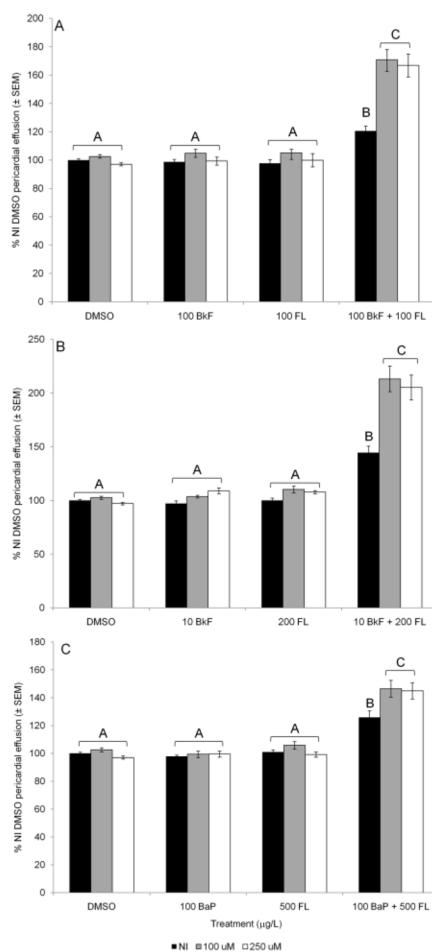 A
% NI DMSO pericardial effusion (± SEM)
200
180
160
140
120
100
80
60
40
20
0
A
A
A
B
C
DMSO
100 BkF
100 FL
100 BkF + 100 FL
B
% NI DMSO pericardial effusion (± SEM)
250
200
150
100
50
0
A
A
A
B
C
DMSO
10 BkF
200 FL
10 BkF + 200 FL
C
% NI DMSO pericardial effusion (± SEM)
180
160
140
120
100
80
60
40
20
0
A
A
A
B
C
DMSO
100 BaP
500 FL
100 BaP + 500 FL
Treatment (µg/L)
NI 100 uM 250 uM